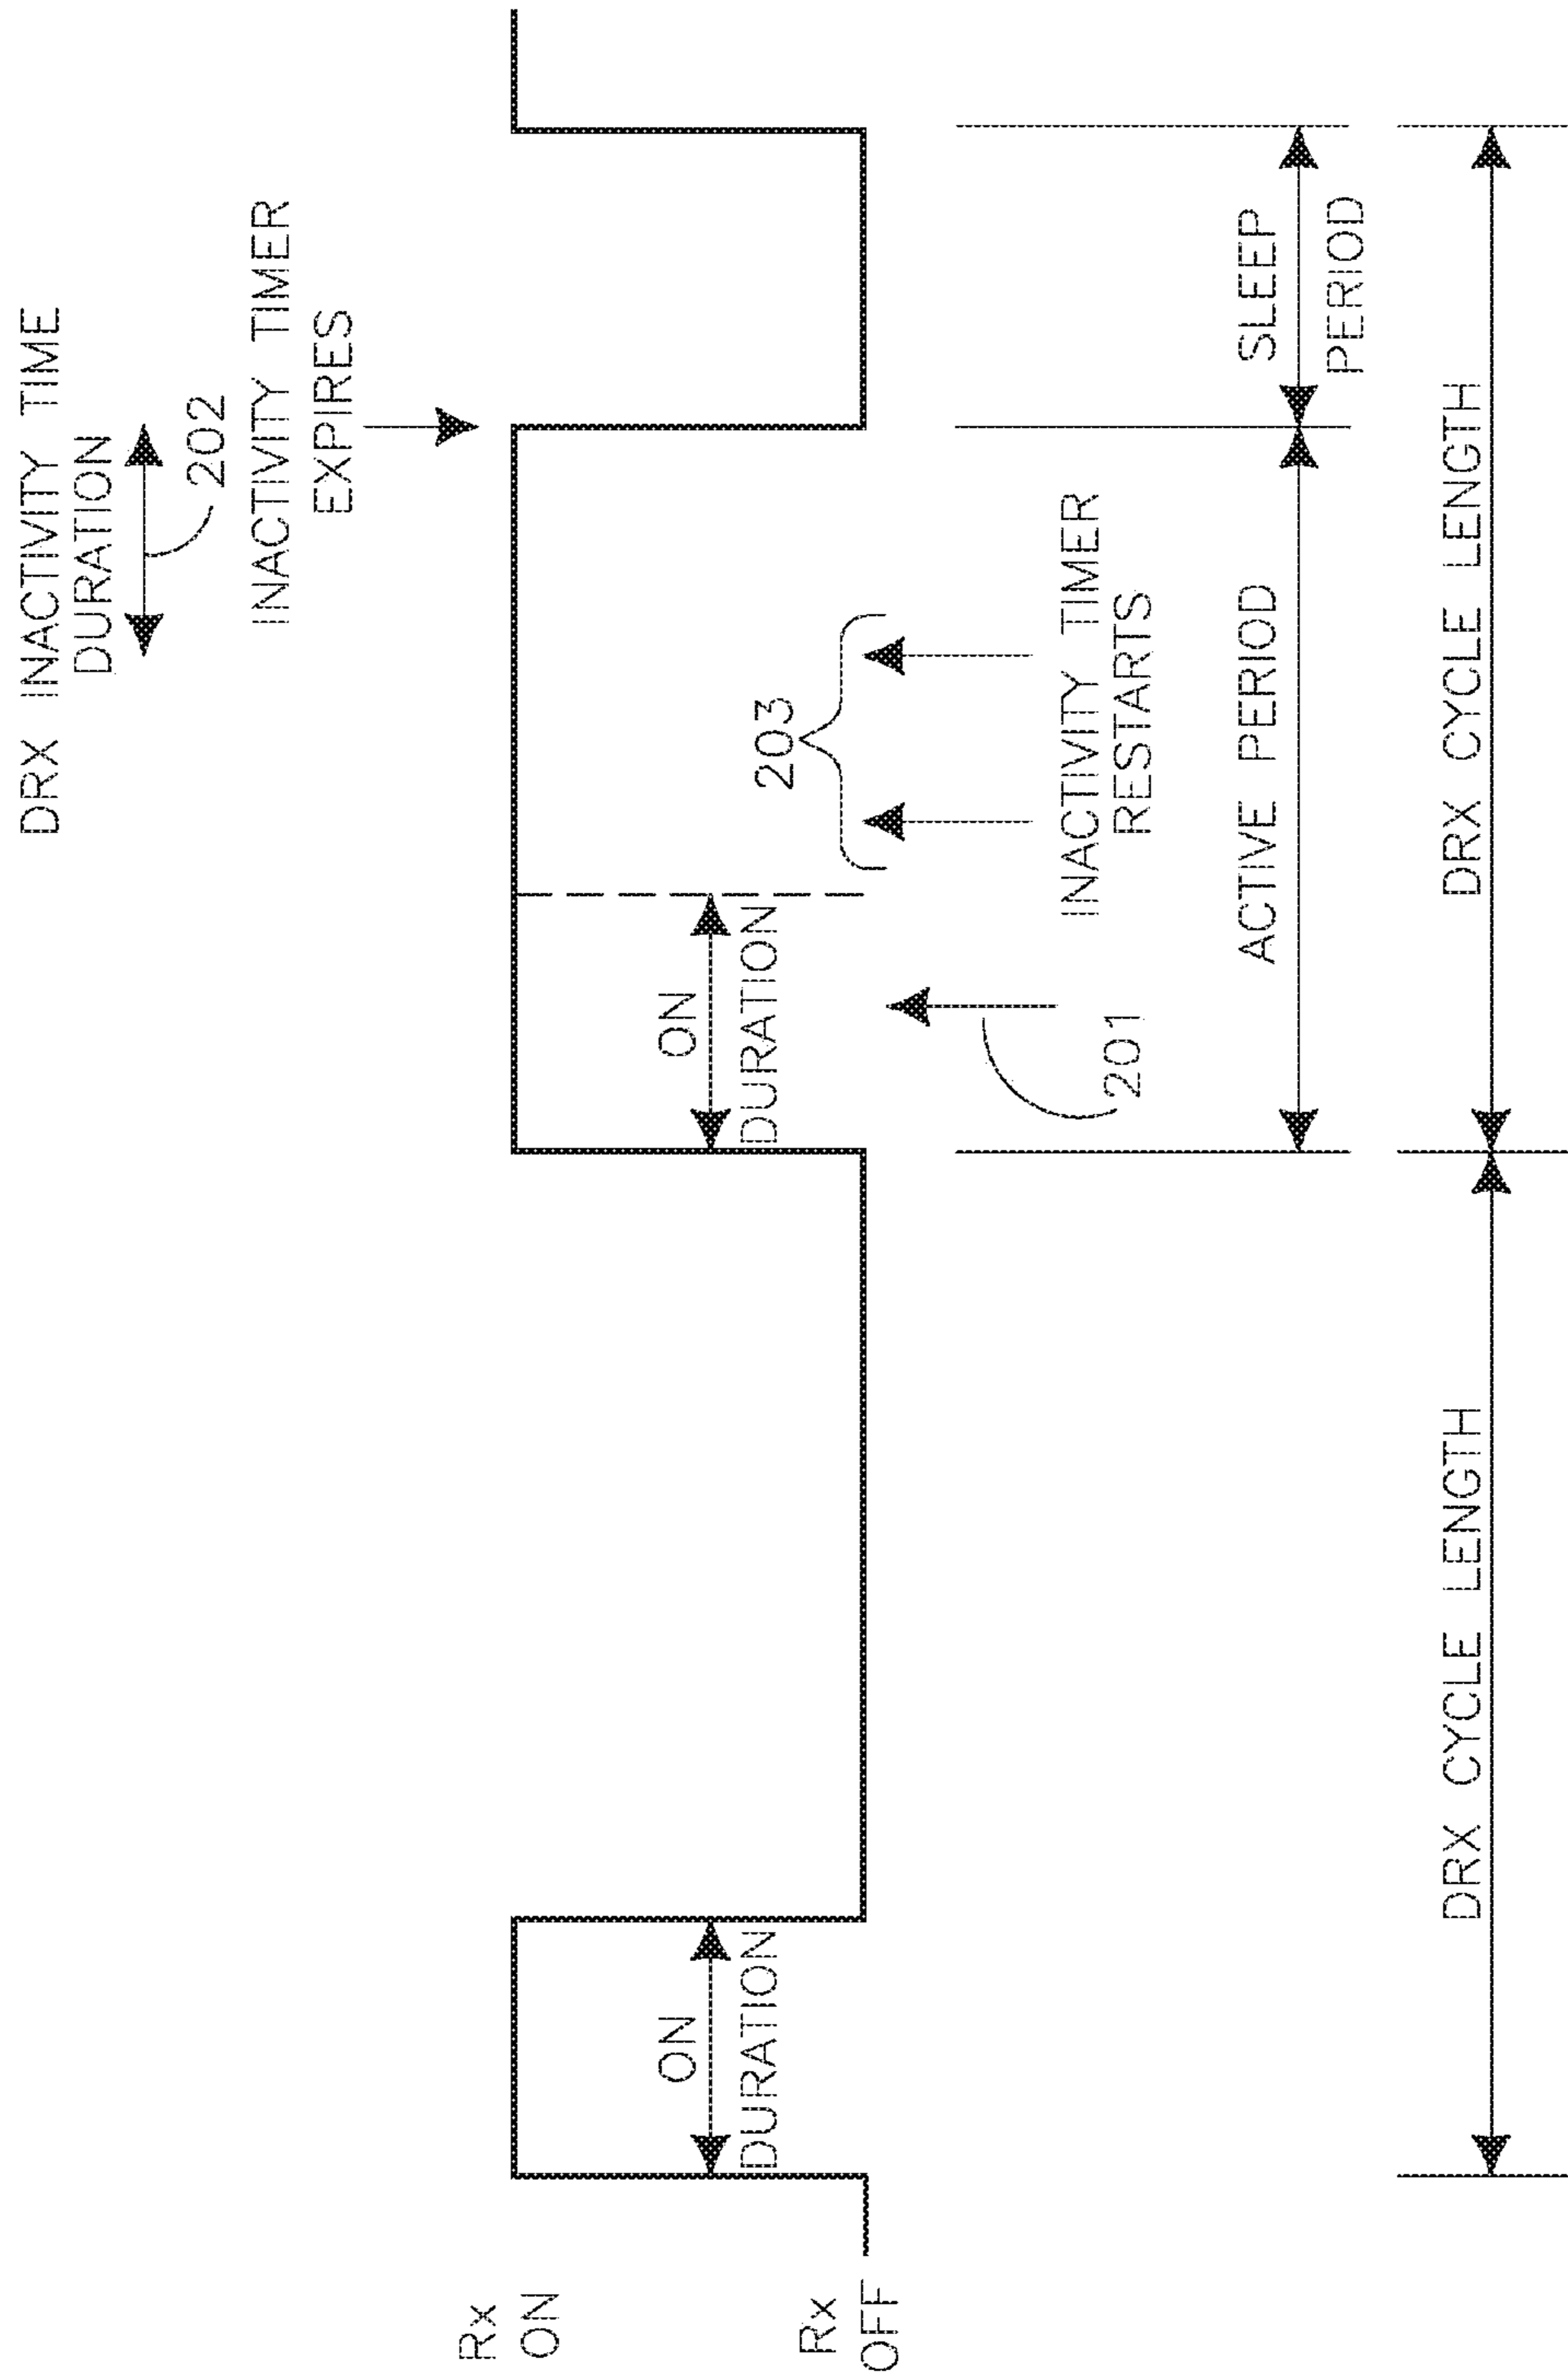 DRX INACTIVITY TIME
DURATION
202
INACTIVITY TIMER
EXPIRES
Rx
ON
ON
DURATION
ON
DURATION
203
Rx
OFF
201
INACTIVITY TIMER
RESTARTS
ACTIVE PERIOD
SLEEP
PERIOD
DRX CYCLE LENGTH
DRX CYCLE LENGTH